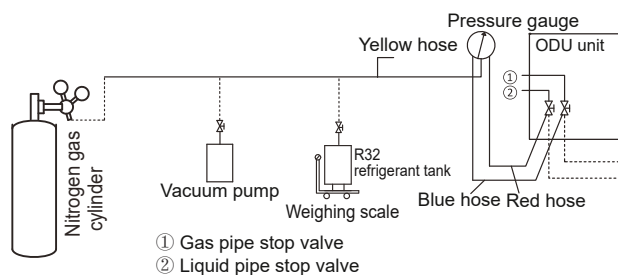 Pressure gauge
Yellow hose
ODU unit
①
②
Nitrogen gas
cylinder
R32
refrigerant tank
Vacuum pump
Weighing scale
Blue hose
Red hose
① Gas pipe stop valve
② Liquid pipe stop valve